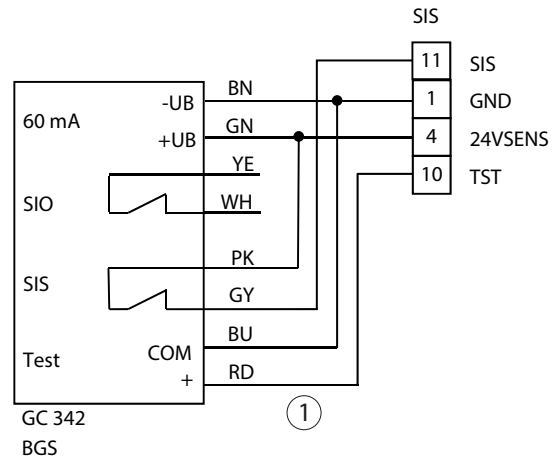 SIS
11 SIS
-UB BN 1 GND
60 mA
+UB GN 4 24VSENS
YE 10 TST
SIO WH
PK
SIS GY
BU
Test COM
+ RD
1
GC 342
BGS